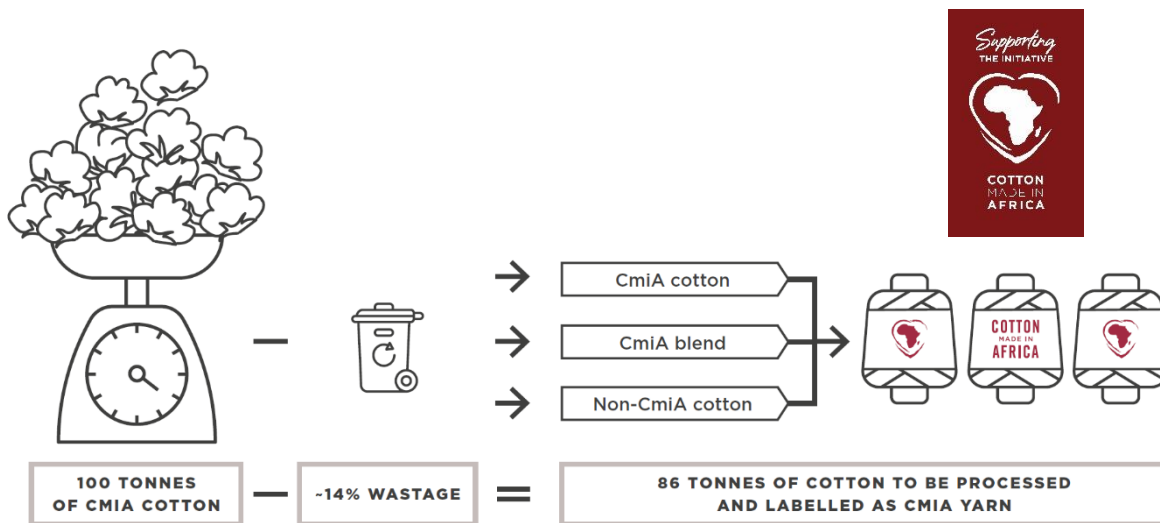 Supporting
THE INITIATIVE
COTTON
MADE IN
AFRICA
CmiA cotton
CmiA blend
Non-CmiA cotton
COTTON
MADE IN
AFRICA
100 TONNES
OF CMIA COTTON
~14% WASTAGE
86 TONNES OF COTTON TO BE PROCESSED
AND LABELLED AS CMIA YARN